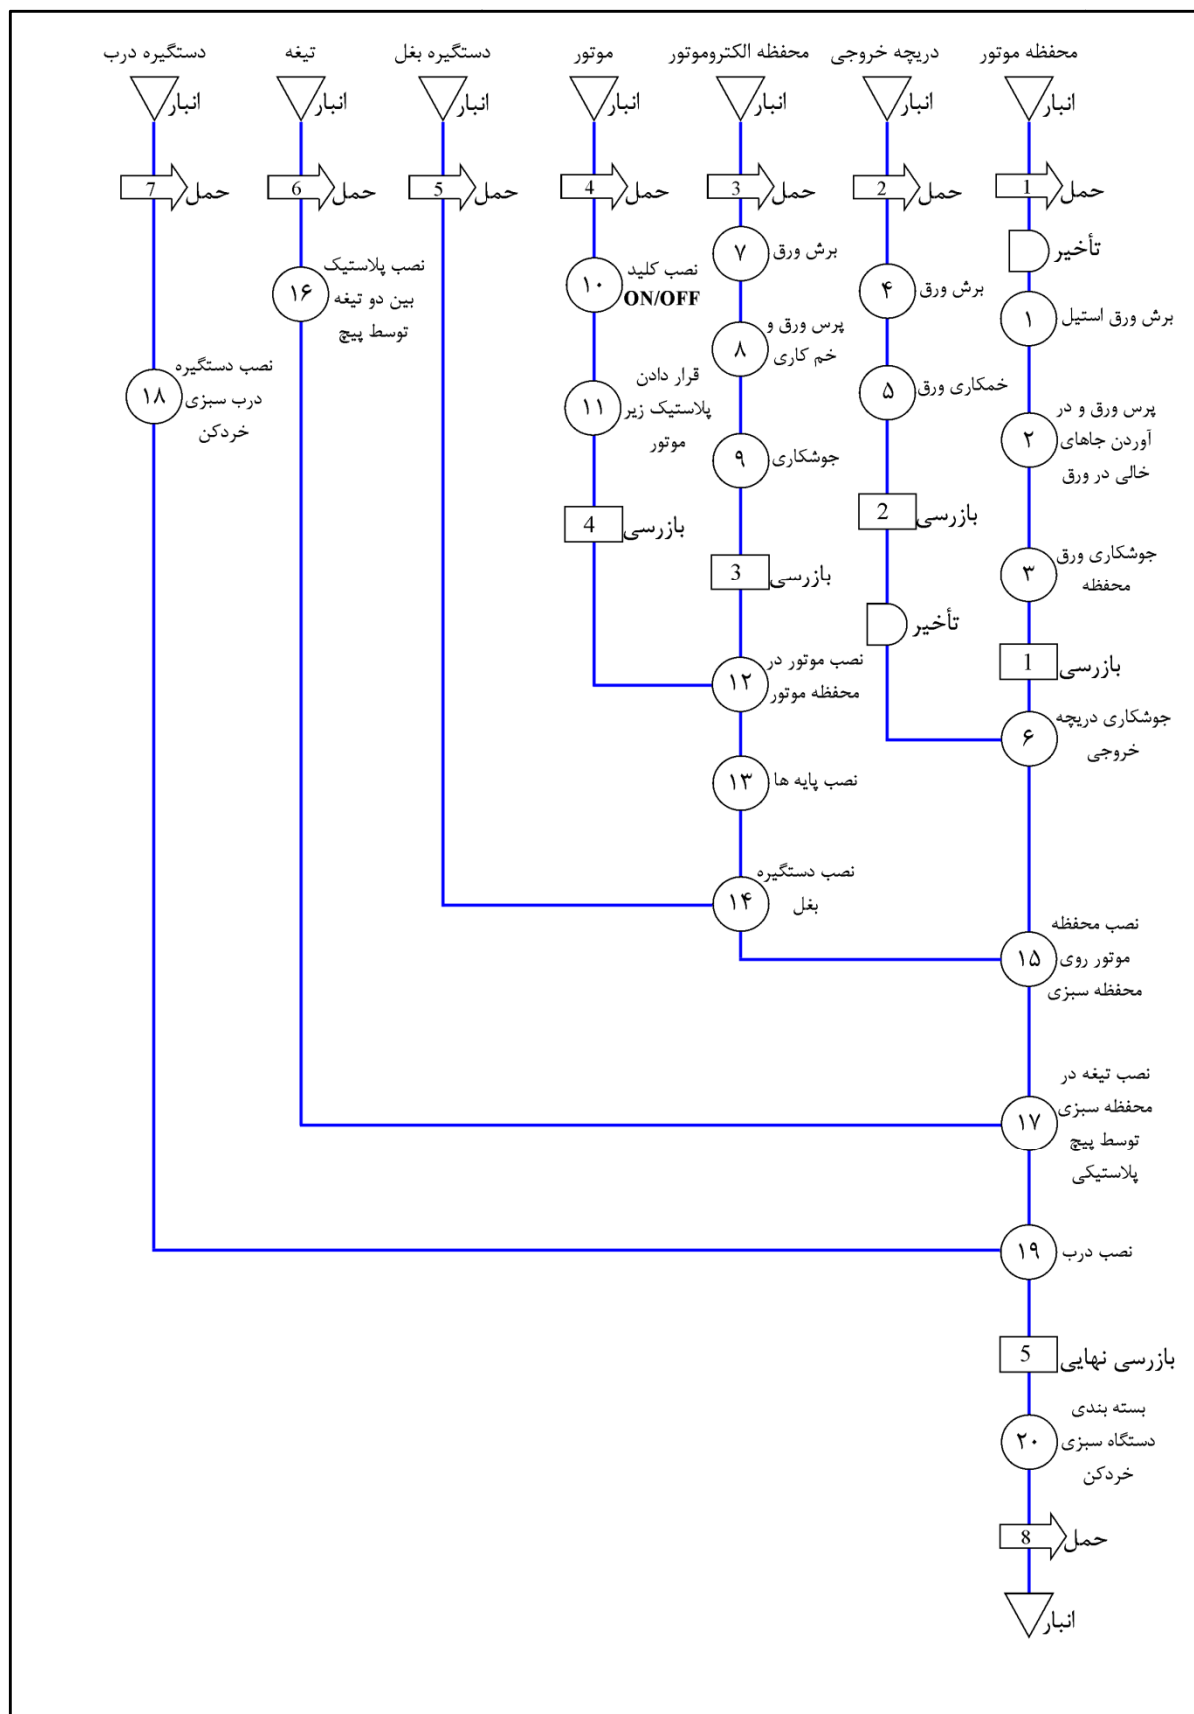 محفظه موتور
دریچه خروجی
محفظه الکتروموتور
موتور
دستگیره بغل
تیغه
دستگیره درب
انبار
انبار
انبار
انبار
انبار
انبار
انبار
1
حمل
2
حمل
3
حمل
4
حمل
5
حمل
6
حمل
7
حمل
تأخیر
۱
برش ورق استیل
۲
پرس ورق و در
آوردن جاهای
خالی در ورق
۳
جوشکاری ورق
محفظه
1
بازرسی
۴
برش ورق
۵
خمکاری ورق
2
بازرسی
تأخیر
۶
جوشکاری دریچه
خروجی
۷
برش ورق
۸
پرس ورق و
خم کاری
۹
جوشکاری
3
بازرسی
۱۰
نصب کلید
ON/OFF
۱۱
قرار دادن
پلاستیک زیر
موتور
4
بازرسی
۱۲
نصب موتور در
محفظه موتور
۱۳
نصب پایه ها
۱۴
نصب دستگیره
بغل
۱۵
نصب محفظه
موتور روی
محفظه سبزی
۱۶
نصب پلاستیک
بین دو تیغه
توسط پیچ
۱۷
نصب تیغه در
محفظه سبزی
توسط پیچ
پلاستیکی
۱۸
نصب دستگیره
درب سبزی
خردکن
۱۹
نصب درب
5
بازرسی نهایی
۲۰
بسته بندی
دستگاه سبزی
خردکن
8
حمل
انبار